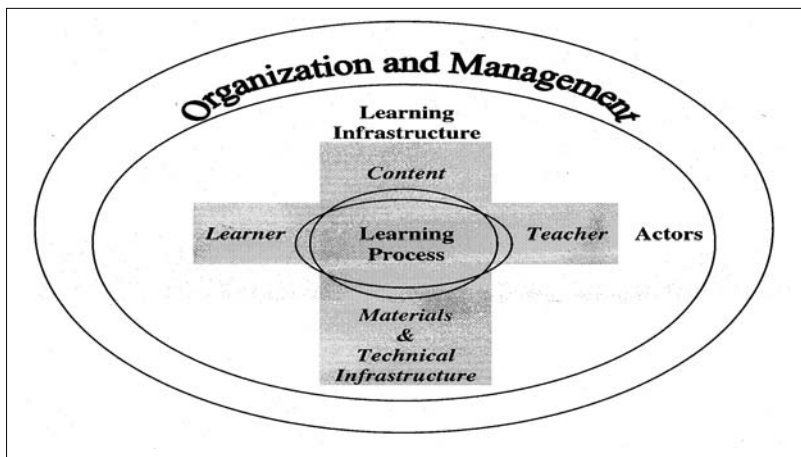 Organization and Management
Learning
Infrastructure
Content
Learner
Learning
Process
Teacher
Actors
Materials
&
Technical
Infrastructure